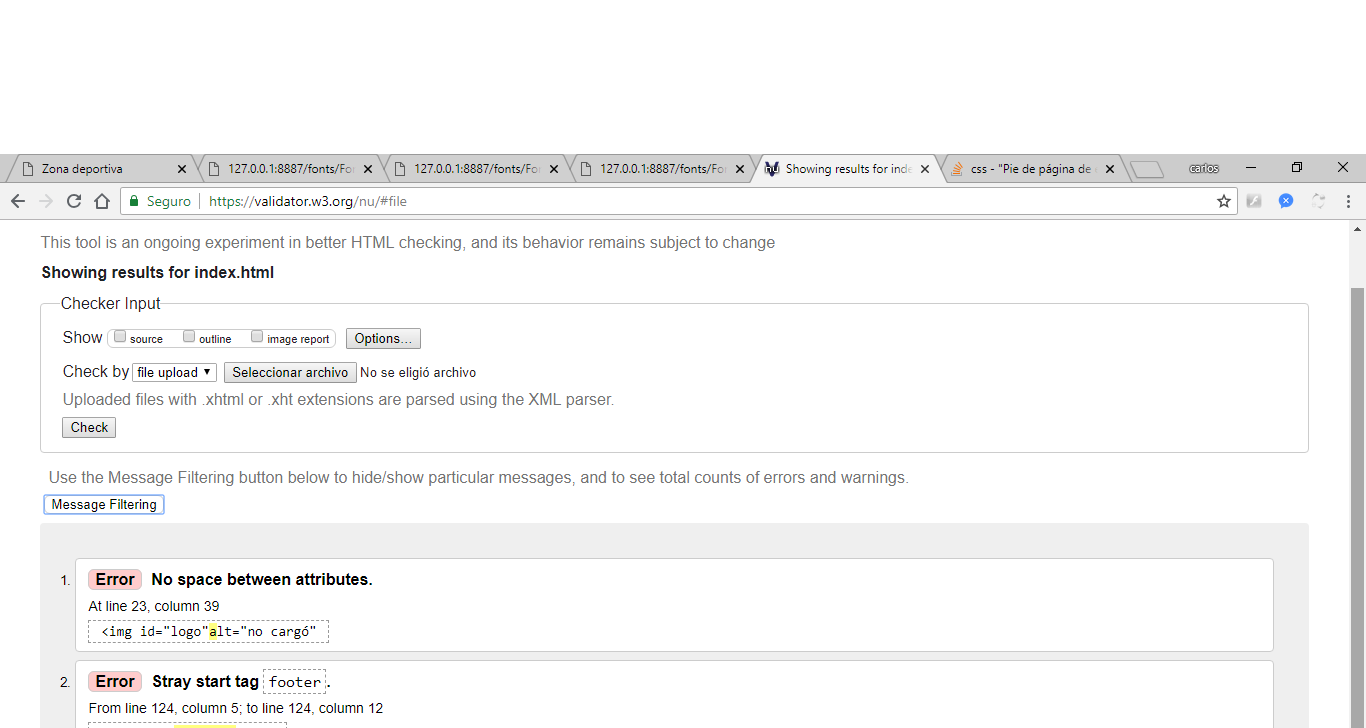 Zona deportiva
127.0.0.1:8887/fonts/For
127.0.0.1:8887/fonts/For
127.0.0.1:8887/fonts/For
Showing results for inde
css - "Pie de página de
carlos
Seguro
https://validator.w3.org/nu/#file
This tool is an ongoing experiment in better HTML checking, and its behavior remains subject to change
Showing results for index.html
Checker Input
Show source outline image report Options...
Check by file upload Seleccionar archivo No se eligió archivo
Uploaded files with .xhtml or .xht extensions are parsed using the XML parser.
Check
Use the Message Filtering button below to hide/show particular messages, and to see total counts of errors and warnings.
Message Filtering
1. Error No space between attributes.
At line 23, column 39
<img id="logo"alt="no cargó"
2. Error Stray start tag footer.
From line 124, column 5; to line 124, column 12